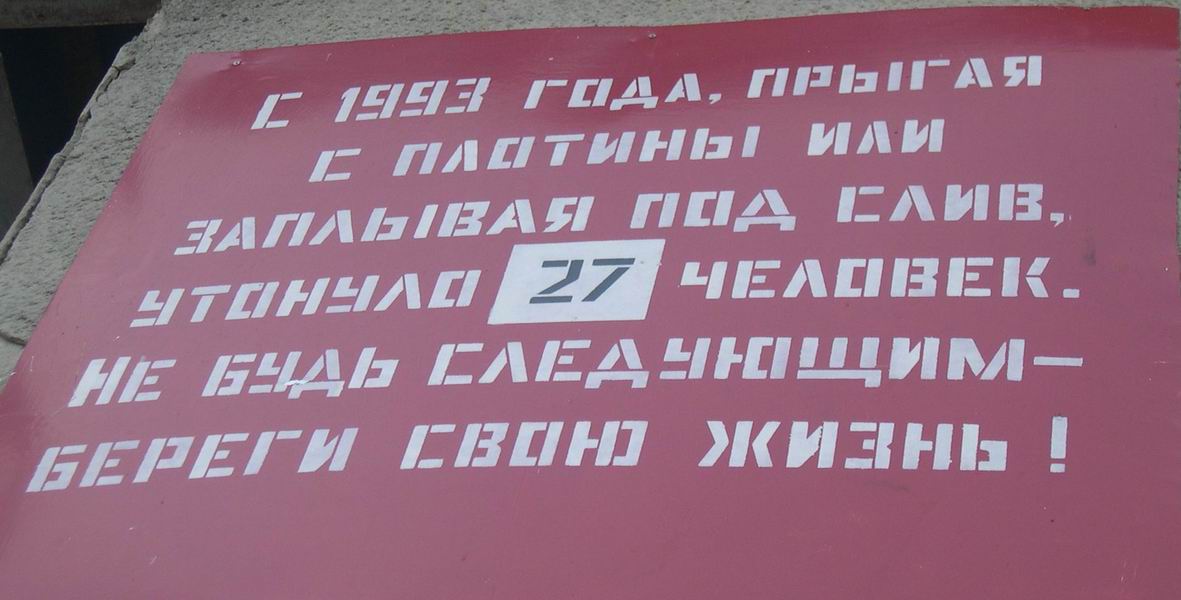 С 1993 ГОДА, ПРЫГАЯ
С ПЛОТИНЫ ИЛИ
ЗАПЛЫВАЯ ПОД СЛИВ,
УТОНУЛО 27 ЧЕЛОВЕК.
НЕ БУДЬ СЛЕДУЮЩИМ–
БЕРЕГИ СВОЮ ЖИЗНЬ !